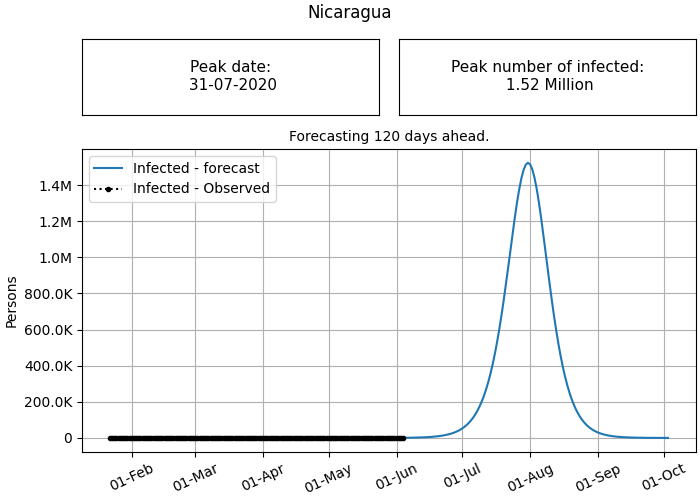 Nicaragua
Peak date:
31-07-2020
Peak number of infected:
1.52 Million
Forecasting 120 days ahead.
Infected - forecast
Infected - Observed
Persons
1.4M
1.2M
1.0M
800.0K
600.0K
400.0K
200.0K
0
01-Feb
01-Mar
01-Apr
01-May
01-Jun
01-Jul
01-Aug
01-Sep
01-Oct